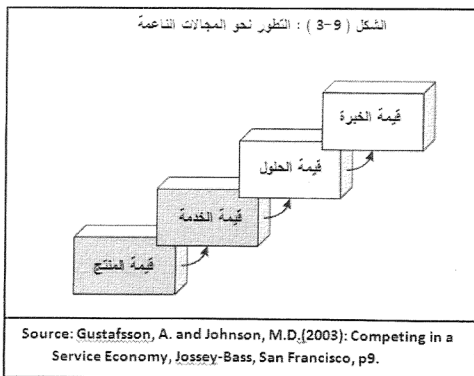 الشكل ( 9-3 ) : التطور نحو المجالات الناعمة
قيمة الخبرة
قيمة الحلول
قيمة الخدمة
قيمة المنتج
Source: Gustafsson, A. and Johnson, M.D.(2003): Competing in a
Service Economy, Jossey-Bass, San Francisco, p9.